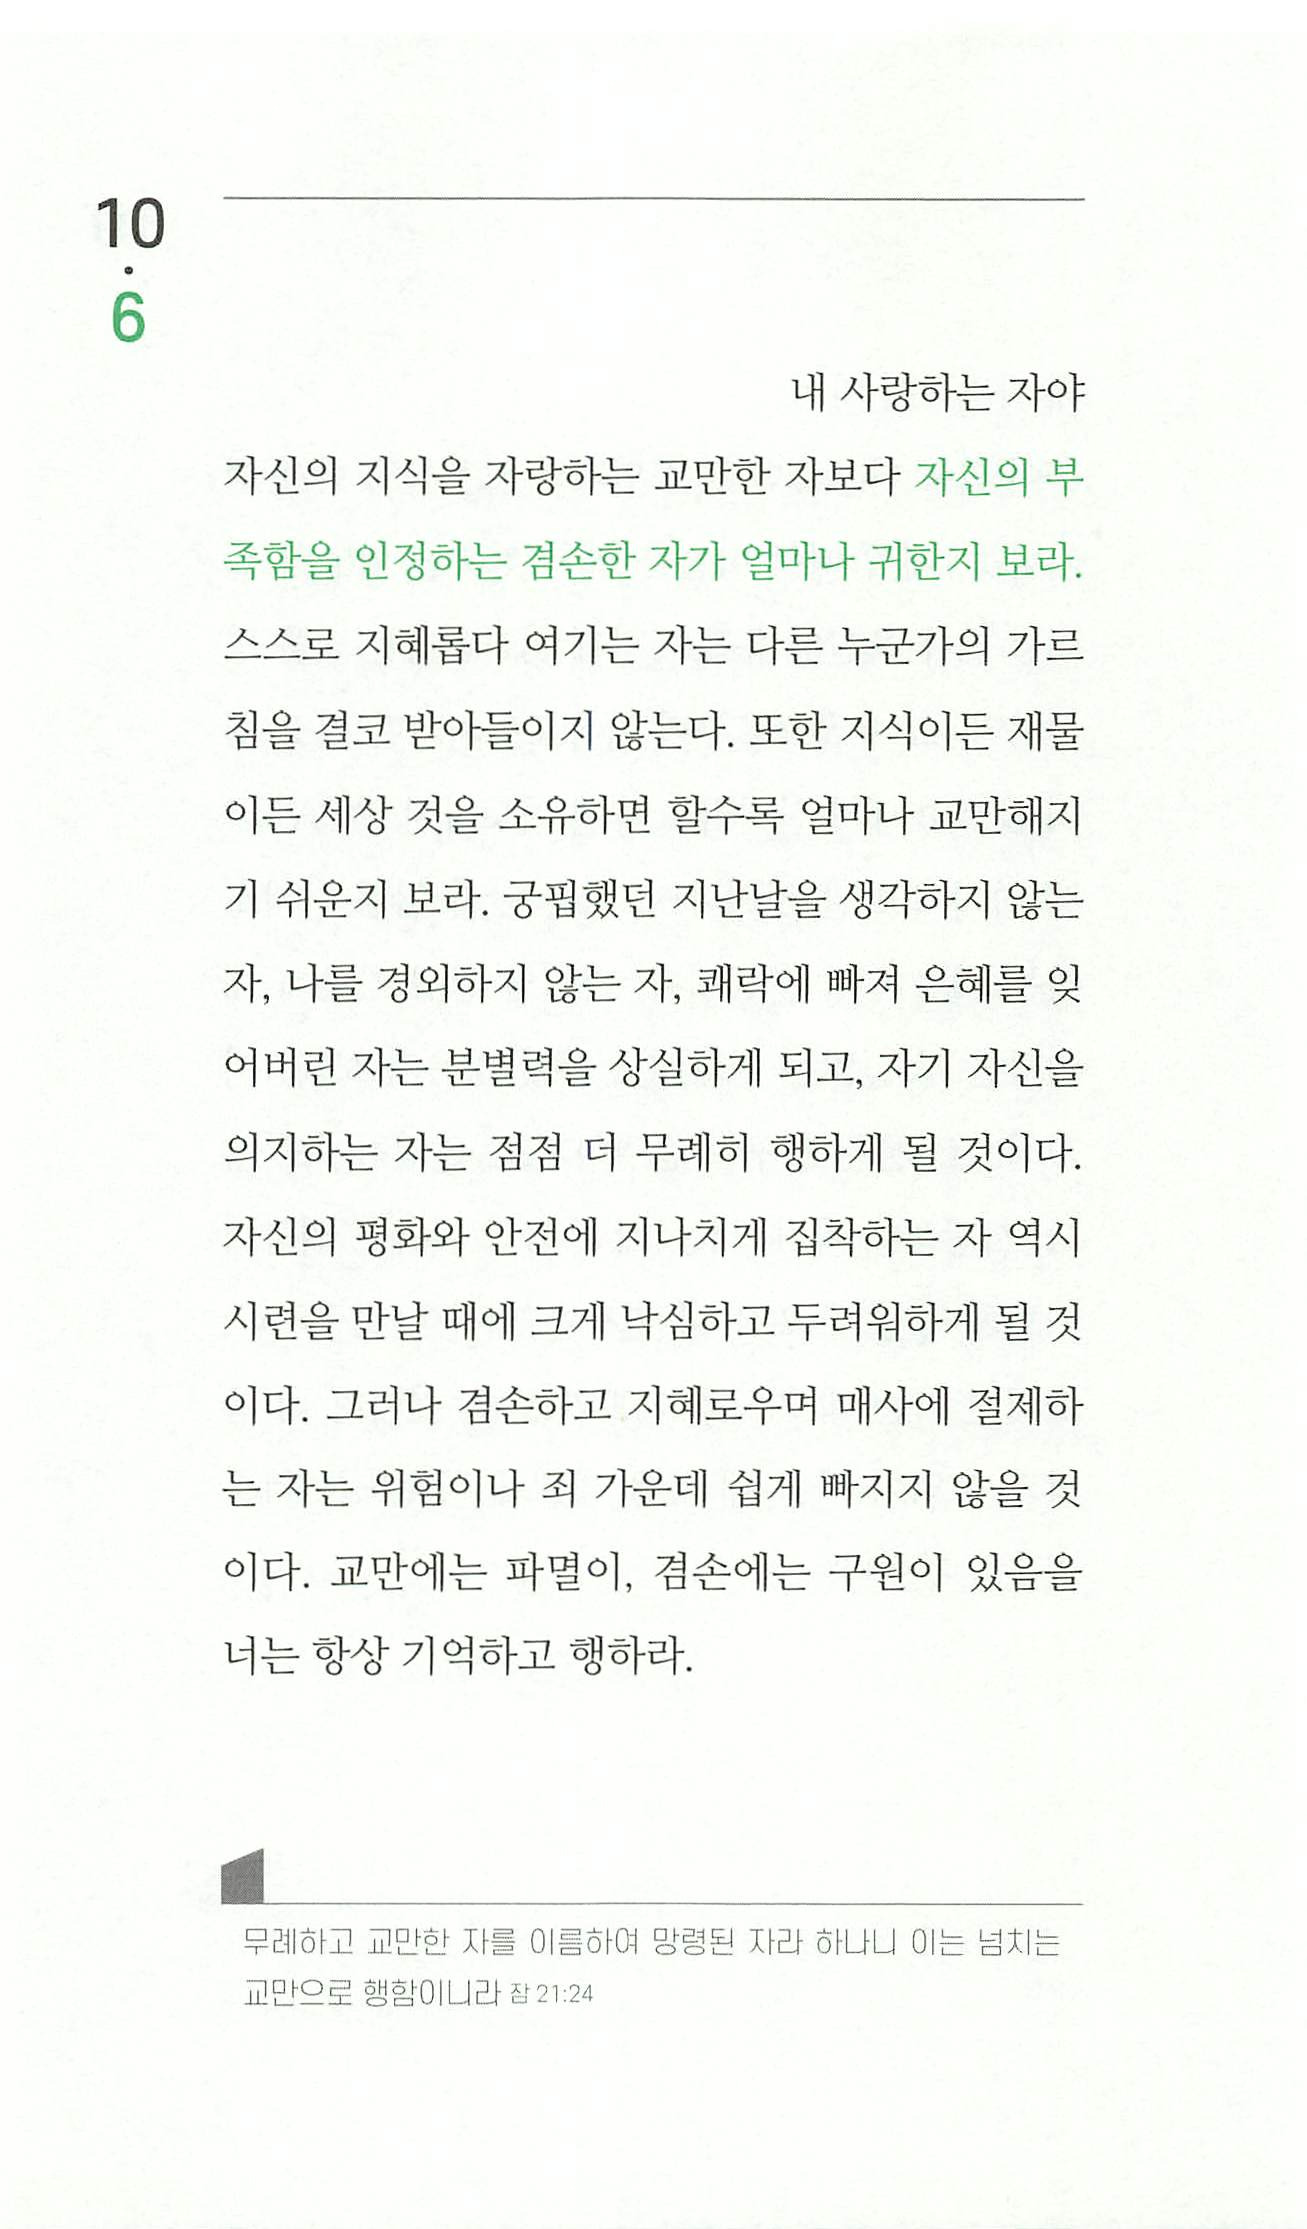 10
·
6
내 사랑하는 자야
자신의 지식을 자랑하는 교만한 자보다 자신의 부
족함을 인정하는 겸손한 자가 얼마나 귀한지 보라.
스스로 지혜롭다 여기는 자는 다른 누군가의 가르
침을 결코 받아들이지 않는다. 또한 지식이든 재물
이든 세상 것을 소유하면 할수록 얼마나 교만해지
기 쉬운지 보라. 궁핍했던 지난날을 생각하지 않는
자, 나를 경외하지 않는 자, 쾌락에 빠져 은혜를 잊
어버린 자는 분별력을 상실하게 되고, 자기 자신을
의지하는 자는 점점 더 무례히 행하게 될 것이다.
자신의 평화와 안전에 지나치게 집착하는 자 역시
시련을 만날 때에 크게 낙심하고 두려워하게 될 것
이다. 그러나 겸손하고 지혜로우며 매사에 절제하
는 자는 위험이나 죄 가운데 쉽게 빠지지 않을 것
이다. 교만에는 파멸이, 겸손에는 구원이 있음을
너는 항상 기억하고 행하라.
무례하고 교만한 자를 이름하여 망령된 자라 하나니 이는 넘치는
교만으로 행함이니라 잠 21:24